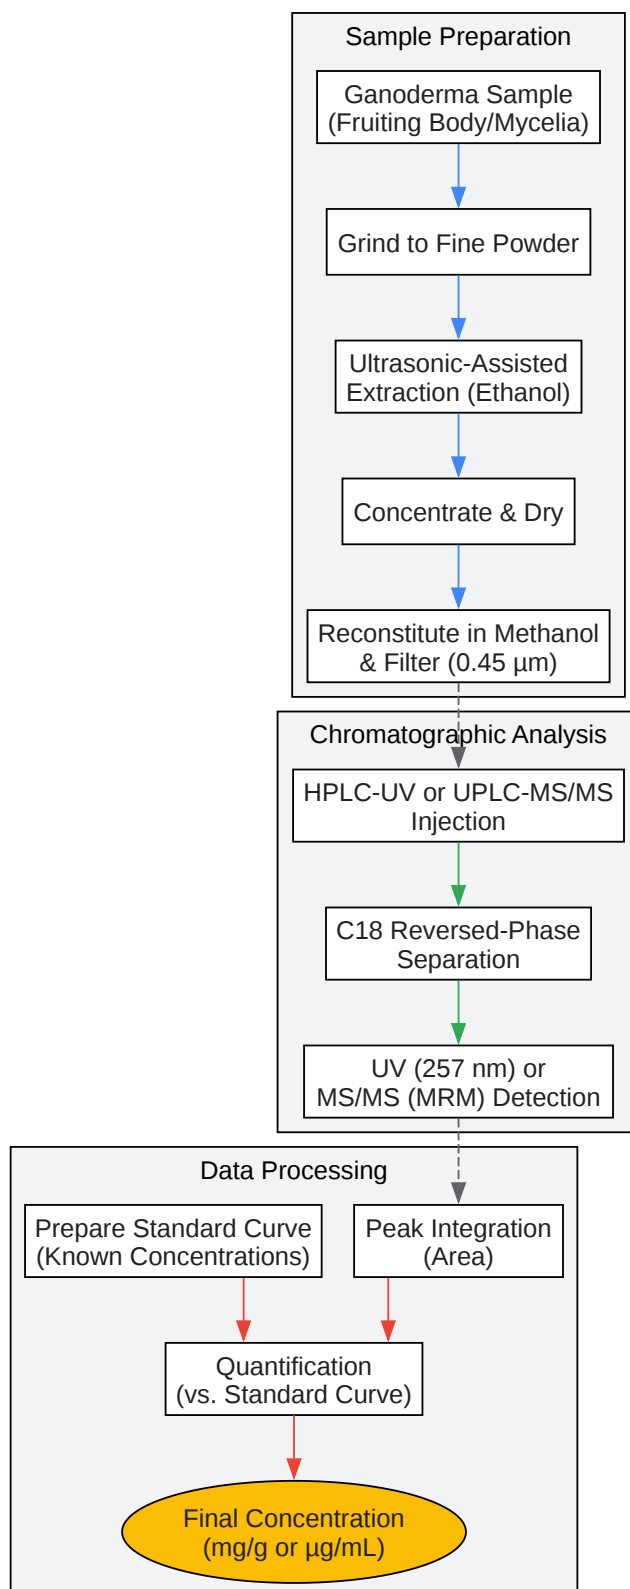 Sample Preparation
Ganoderma Sample
(Fruiting Body/Mycelia)
Grind to Fine Powder
Ultrasonic-Assisted
Extraction (Ethanol)
Concentrate & Dry
Reconstitute in Methanol
& Filter (0.45 µm)
Chromatographic Analysis
HPLC-UV or UPLC-MS/MS
Injection
C18 Reversed-Phase
Separation
UV (257 nm) or
MS/MS (MRM) Detection
Data Processing
Prepare Standard Curve
(Known Concentrations)
Peak Integration
(Area)
Quantification
(vs. Standard Curve)
Final Concentration
(mg/g or µg/mL)